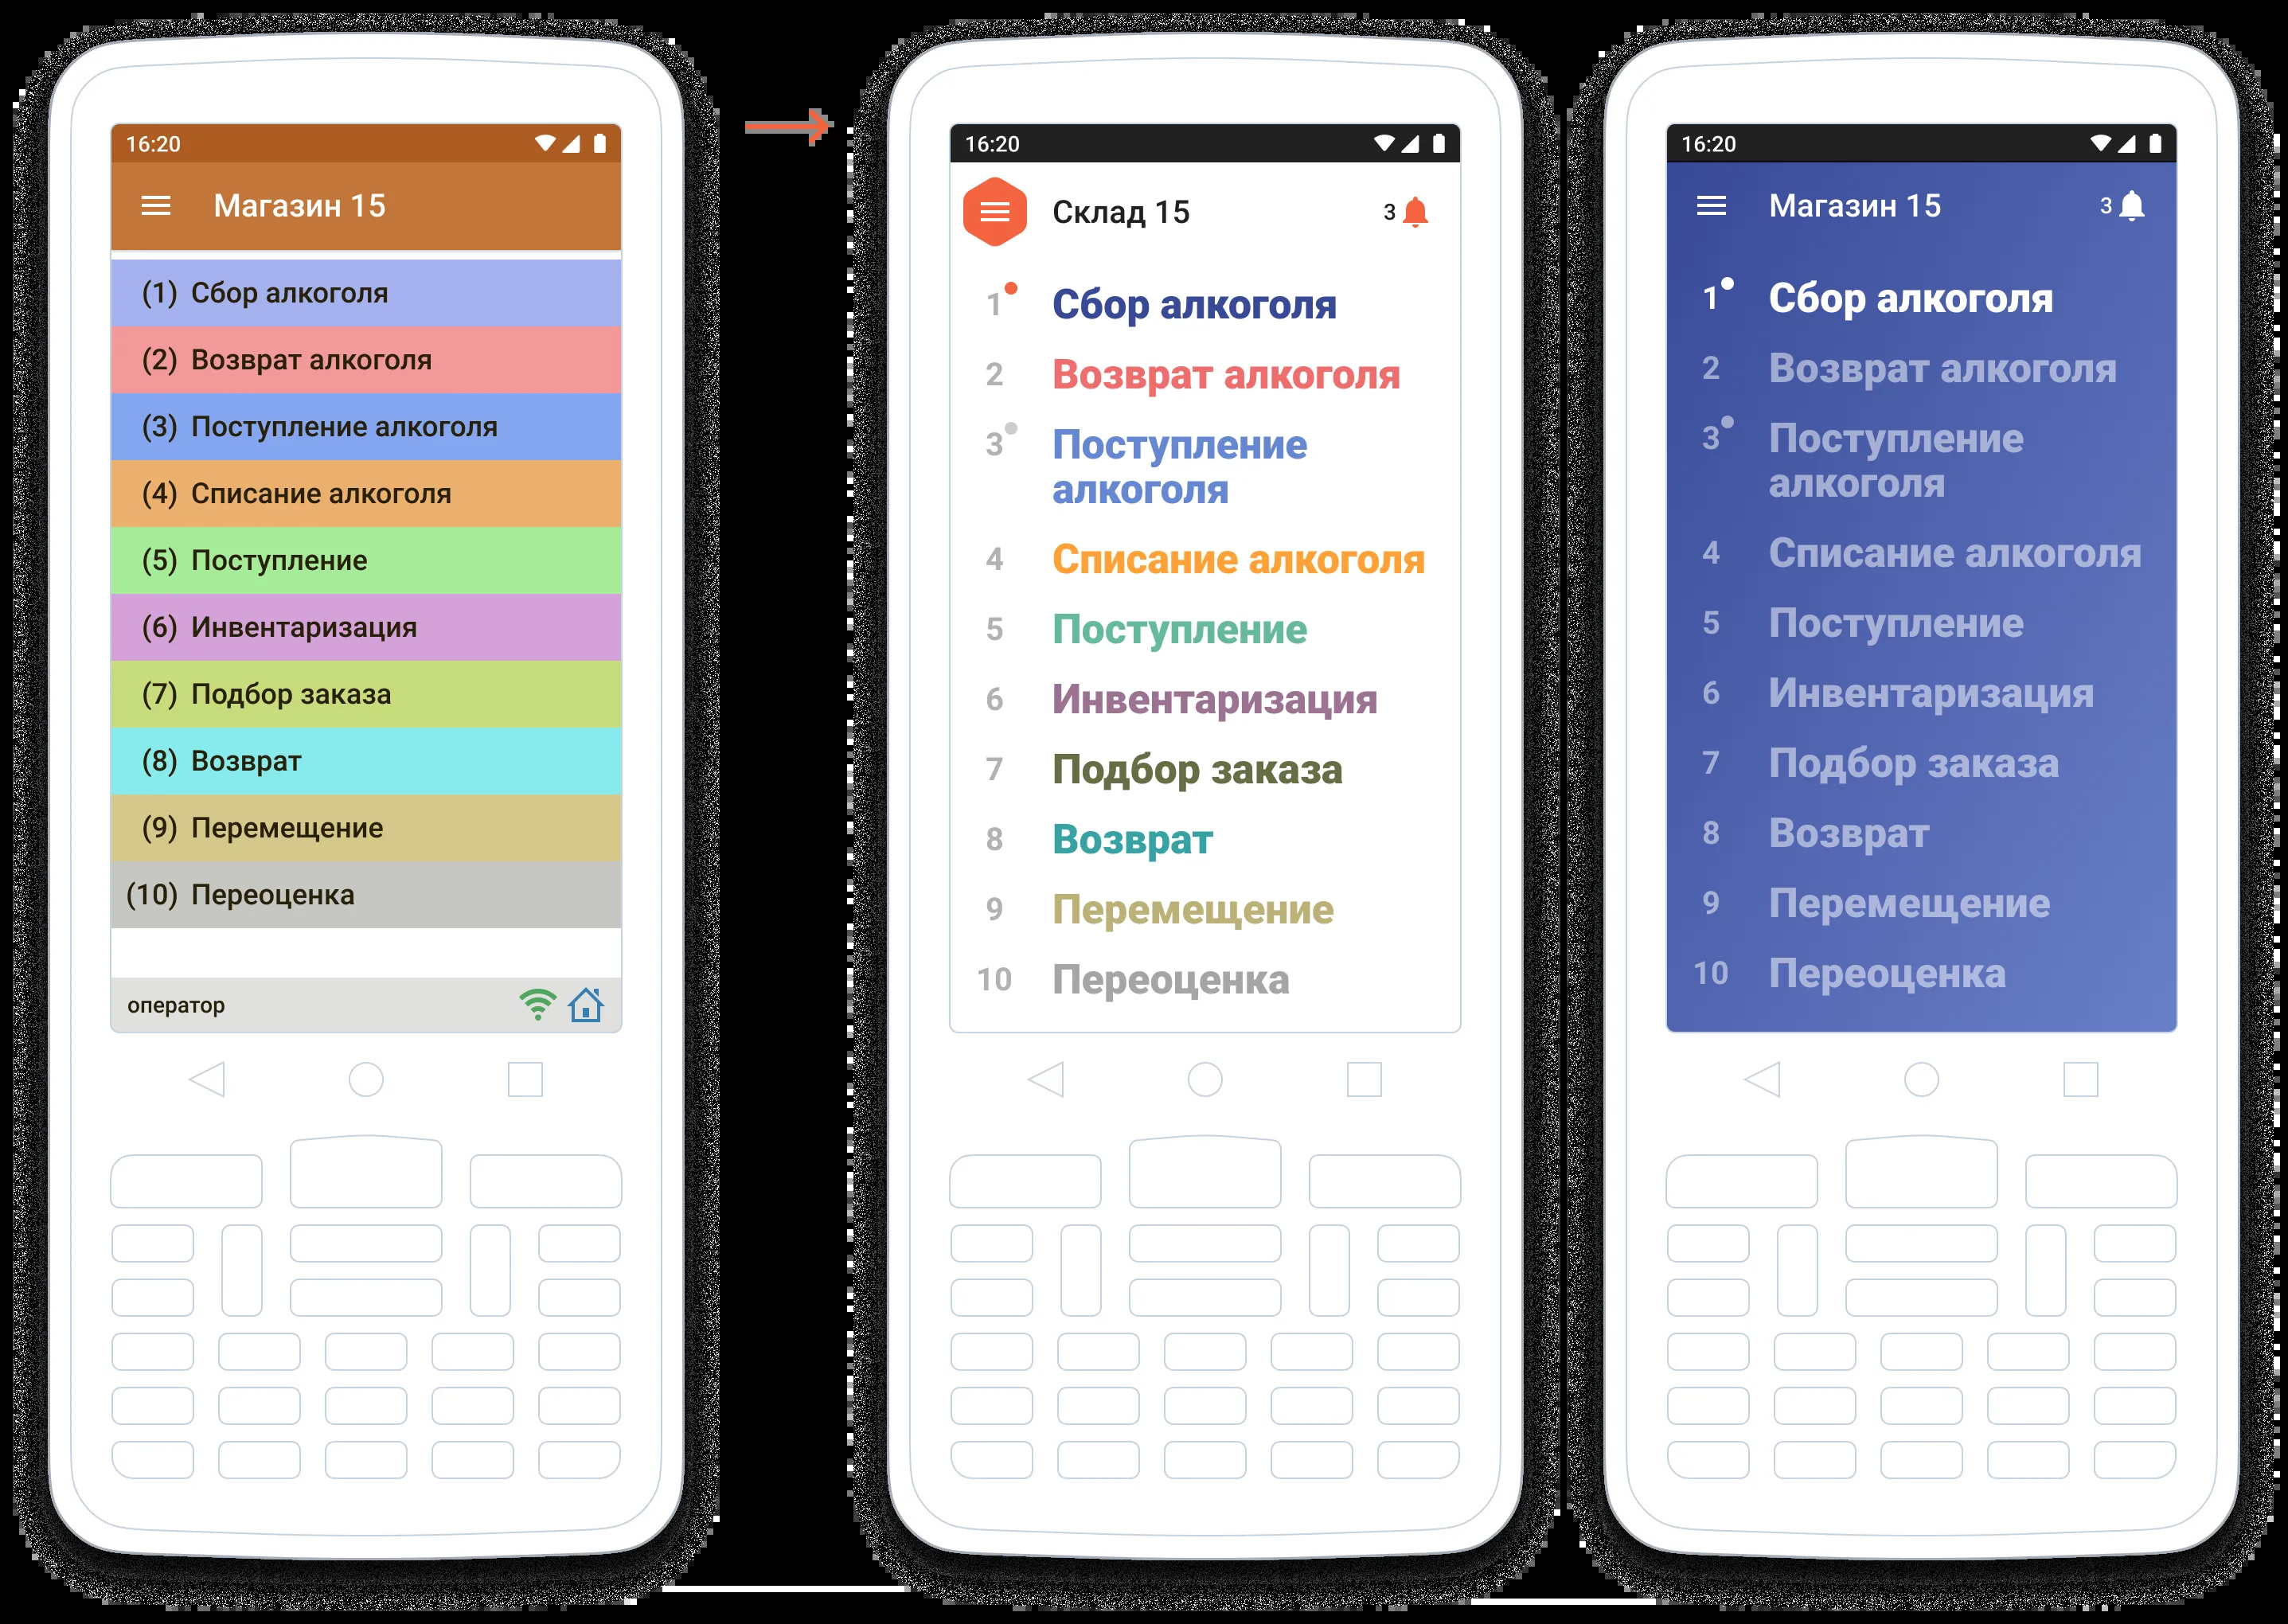 16:20
Магазин 15
(1) Сбор алкоголя
(2) Возврат алкоголя
(3) Поступление алкоголя
(4) Списание алкоголя
(5) Поступление
(6) Инвентаризация
(7) Подбор заказа
(8) Возврат
(9) Перемещение
(10) Переоценка
оператор
16:20
Склад 15 3
1 Сбор алкоголя
2 Возврат алкоголя
3 Поступление
алкоголя
4 Списание алкоголя
5 Поступление
6 Инвентаризация
7 Подбор заказа
8 Возврат
9 Перемещение
10 Переоценка
16:20
Магазин 15 3
1 Сбор алкоголя
2 Возврат алкоголя
3 Поступление
алкоголя
4 Списание алкоголя
5 Поступление
6 Инвентаризация
7 Подбор заказа
8 Возврат
9 Перемещение
10 Переоценка